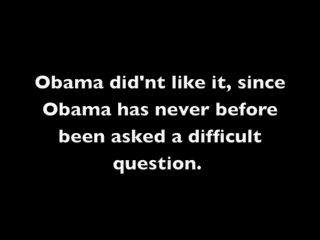 Obama did'nt like it, since
Obama has never before
been asked a difficult
question.